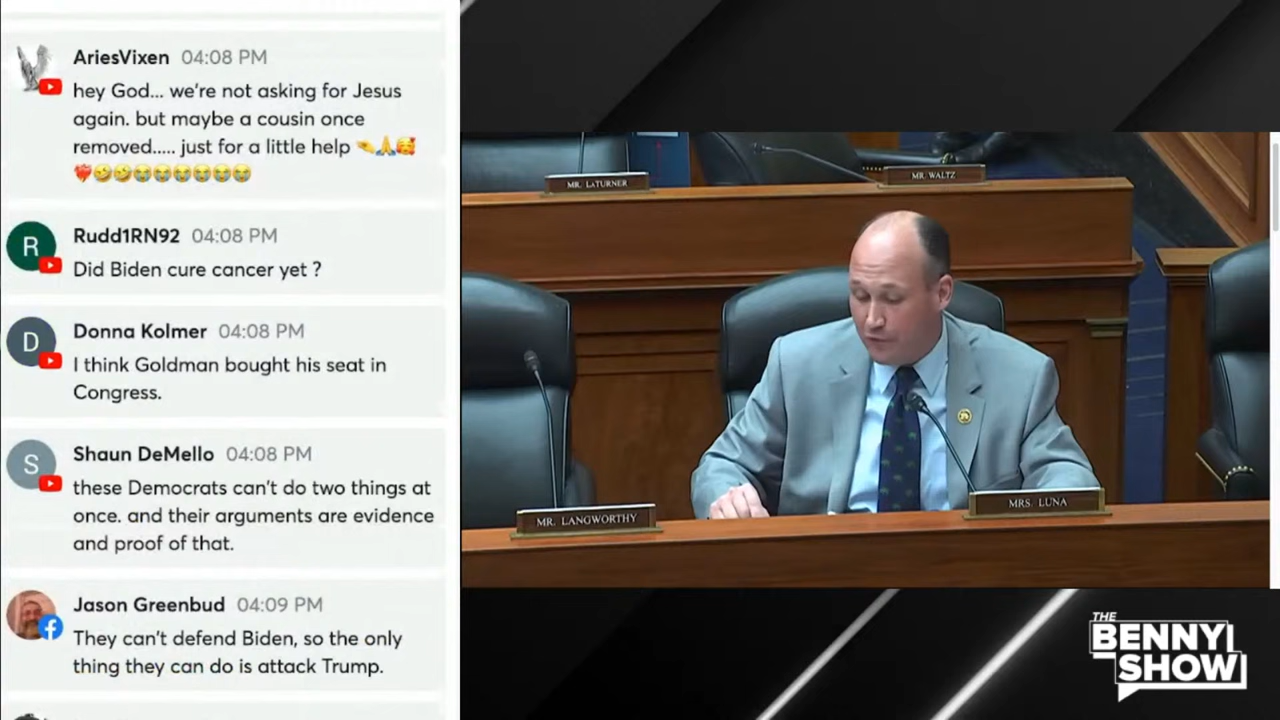 AriesVixen 04:08 PM
hey God... we're not asking for Jesus
again. but maybe a cousin once
removed..... just for a little help 🤏🙏🥰
❤️‍🔥🤣🤣😭😭😭😭😭😭
R
Rudd1RN92 04:08 PM
Did Biden cure cancer yet ?
D
Donna Kolmer 04:08 PM
I think Goldman bought his seat in
Congress.
S
Shaun DeMello 04:08 PM
these Democrats can't do two things at
once. and their arguments are evidence
and proof of that.
Jason Greenbud 04:09 PM
They can't defend Biden, so the only
thing they can do is attack Trump.
MR. LaTURNER
MR. WALTZ
MR. LANGWORTHY
MRS. LUNA
THE
BENNY
SHOW